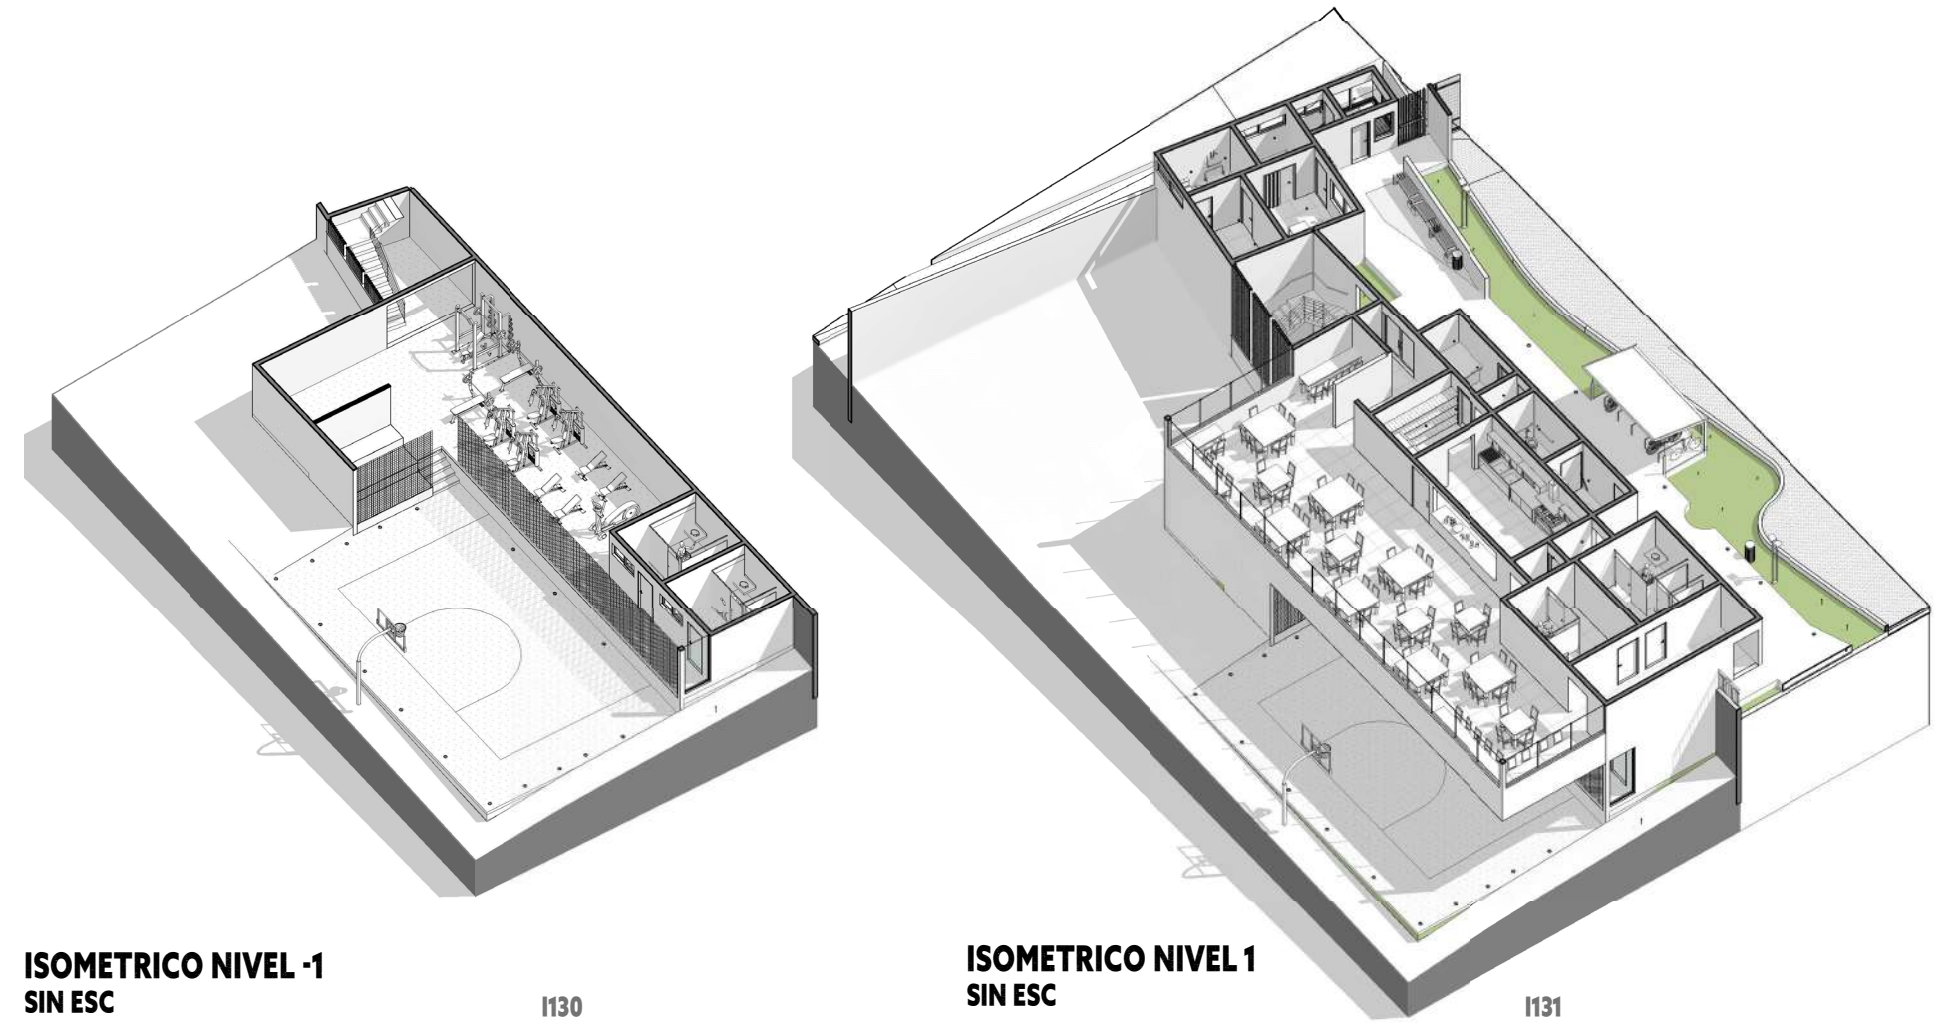 ISOMETRICO NIVEL -1
SIN ESC
I130
ISOMETRICO NIVEL 1
SIN ESC
I131